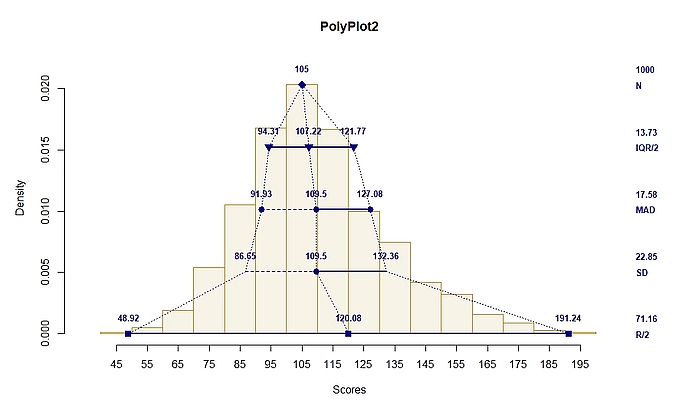 PolyPlot2
105
1000
N
94.31 107.22 121.77
13.73
IQR/2
91.93 109.5 127.08
17.58
MAD
86.65 109.5 132.36
22.85
SD
48.92 120.08 191.24
71.16
R/2
Density
0.000 0.005 0.010 0.015 0.020
45 55 65 75 85 95 105 115 125 135 145 155 165 175 185 195
Scores